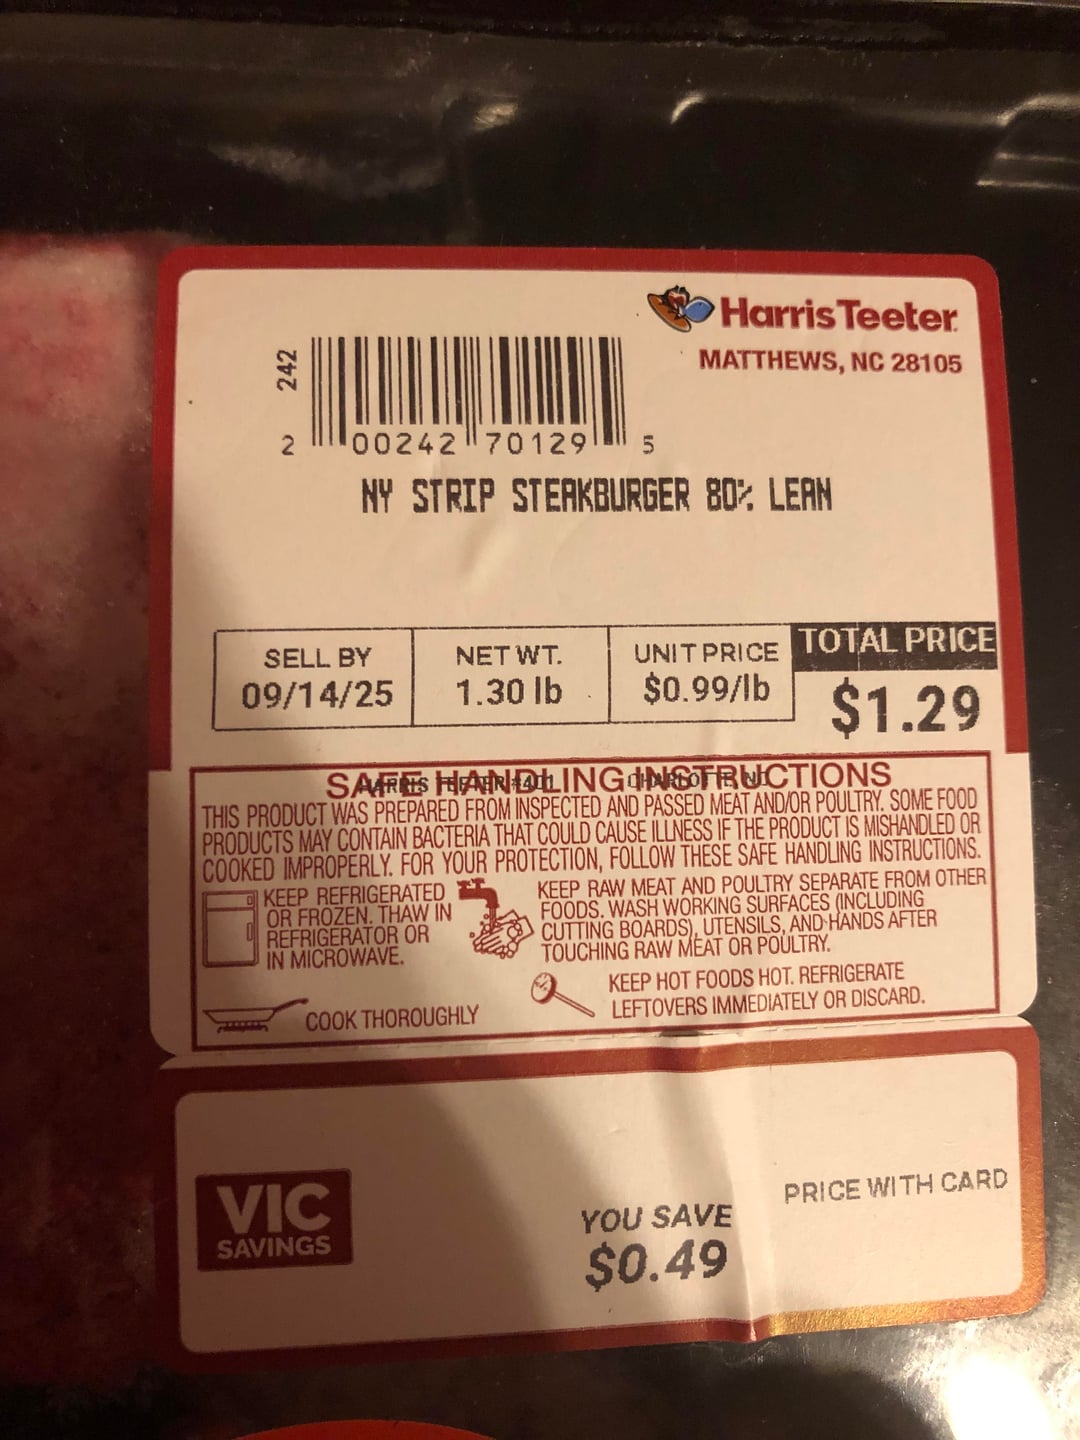 HarrisTeeter
MATTHEWS, NC 28105
242
2 00242 70129 5
NY STRIP STEAKBURGER 80% LEAN
SELL BY
09/14/25
NET WT.
1.30 lb
UNIT PRICE
$0.99/lb
TOTAL PRICE
$1.29
SAFE HANDLING INSTRUCTIONS
HARRIS TEETER #401 CHARLOTTE, NC
THIS PRODUCT WAS PREPARED FROM INSPECTED AND PASSED MEAT AND/OR POULTRY. SOME FOOD
PRODUCTS MAY CONTAIN BACTERIA THAT COULD CAUSE ILLNESS IF THE PRODUCT IS MISHANDLED OR
COOKED IMPROPERLY. FOR YOUR PROTECTION, FOLLOW THESE SAFE HANDLING INSTRUCTIONS.
KEEP REFRIGERATED
OR FROZEN. THAW IN
REFRIGERATOR OR
IN MICROWAVE.
KEEP RAW MEAT AND POULTRY SEPARATE FROM OTHER
FOODS. WASH WORKING SURFACES (INCLUDING
CUTTING BOARDS), UTENSILS, AND HANDS AFTER
TOUCHING RAW MEAT OR POULTRY.
COOK THOROUGHLY
KEEP HOT FOODS HOT. REFRIGERATE
LEFTOVERS IMMEDIATELY OR DISCARD.
VIC
SAVINGS
YOU SAVE
$0.49
PRICE WITH CARD